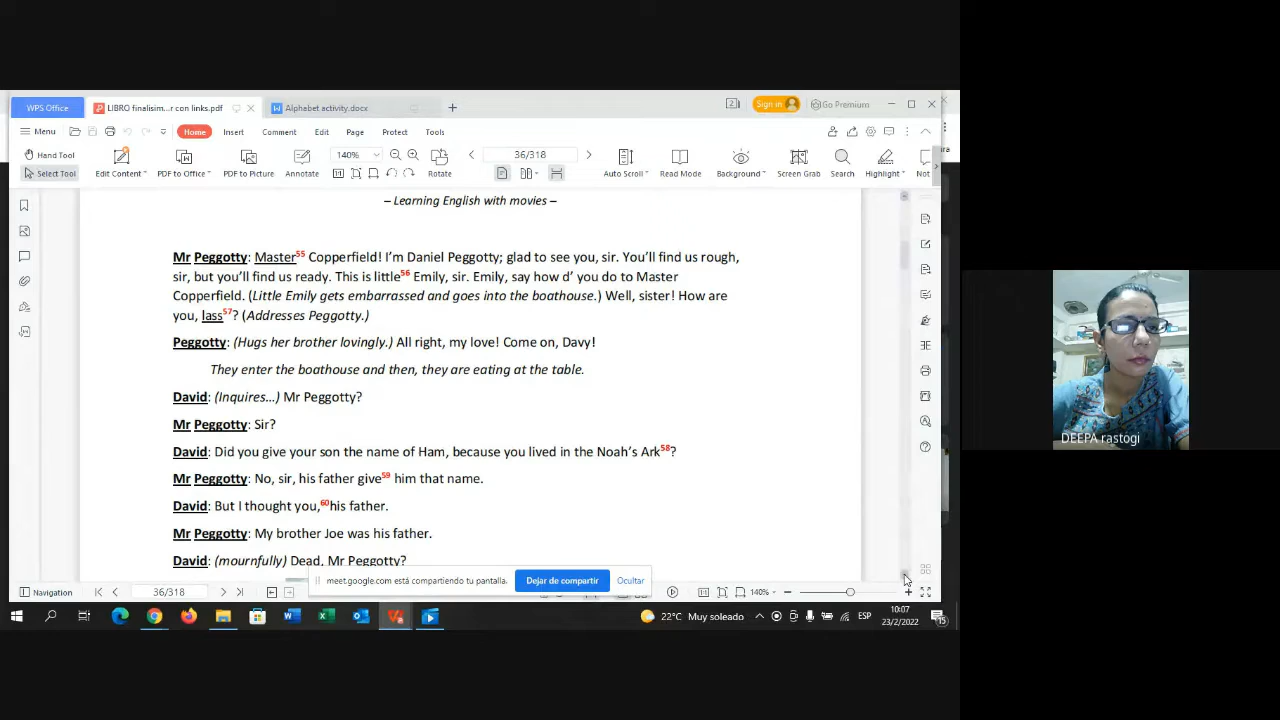 WPS Office
LIBRO finalisim...r con links.pdf
Alphabet activity.docx
Sign in
Go Premium
Menu
Home
Insert
Comment
Edit
Page
Protect
Tools
Hand Tool
Select Tool
Edit Content
PDF to Office
PDF to Picture
Annotate
140%
Rotate
36/318
Auto Scroll
Read Mode
Background
Screen Grab
Search
Highlight
Not
– Learning English with movies –
Mr Peggotty: Master55 Copperfield! I'm Daniel Peggotty; glad to see you, sir. You'll find us rough,
sir, but you'll find us ready. This is little56 Emily, sir. Emily, say how d' you do to Master
Copperfield. (Little Emily gets embarrassed and goes into the boathouse.) Well, sister! How are
you, lass57? (Addresses Peggotty.)
Peggotty: (Hugs her brother lovingly.) All right, my love! Come on, Davy!
They enter the boathouse and then, they are eating at the table.
David: (Inquires…) Mr Peggotty?
Mr Peggotty: Sir?
David: Did you give your son the name of Ham, because you lived in the Noah's Ark58?
Mr Peggotty: No, sir, his father give59 him that name.
David: But I thought you,60his father.
Mr Peggotty: My brother Joe was his father.
David: (mournfully) Dead, Mr Peggotty?
meet.google.com está compartiendo tu pantalla.
Dejar de compartir
Ocultar
Navigation
36/318
140%
22°C Muy soleado
ESP
10:07
23/2/2022
15
DEEPA rastogi